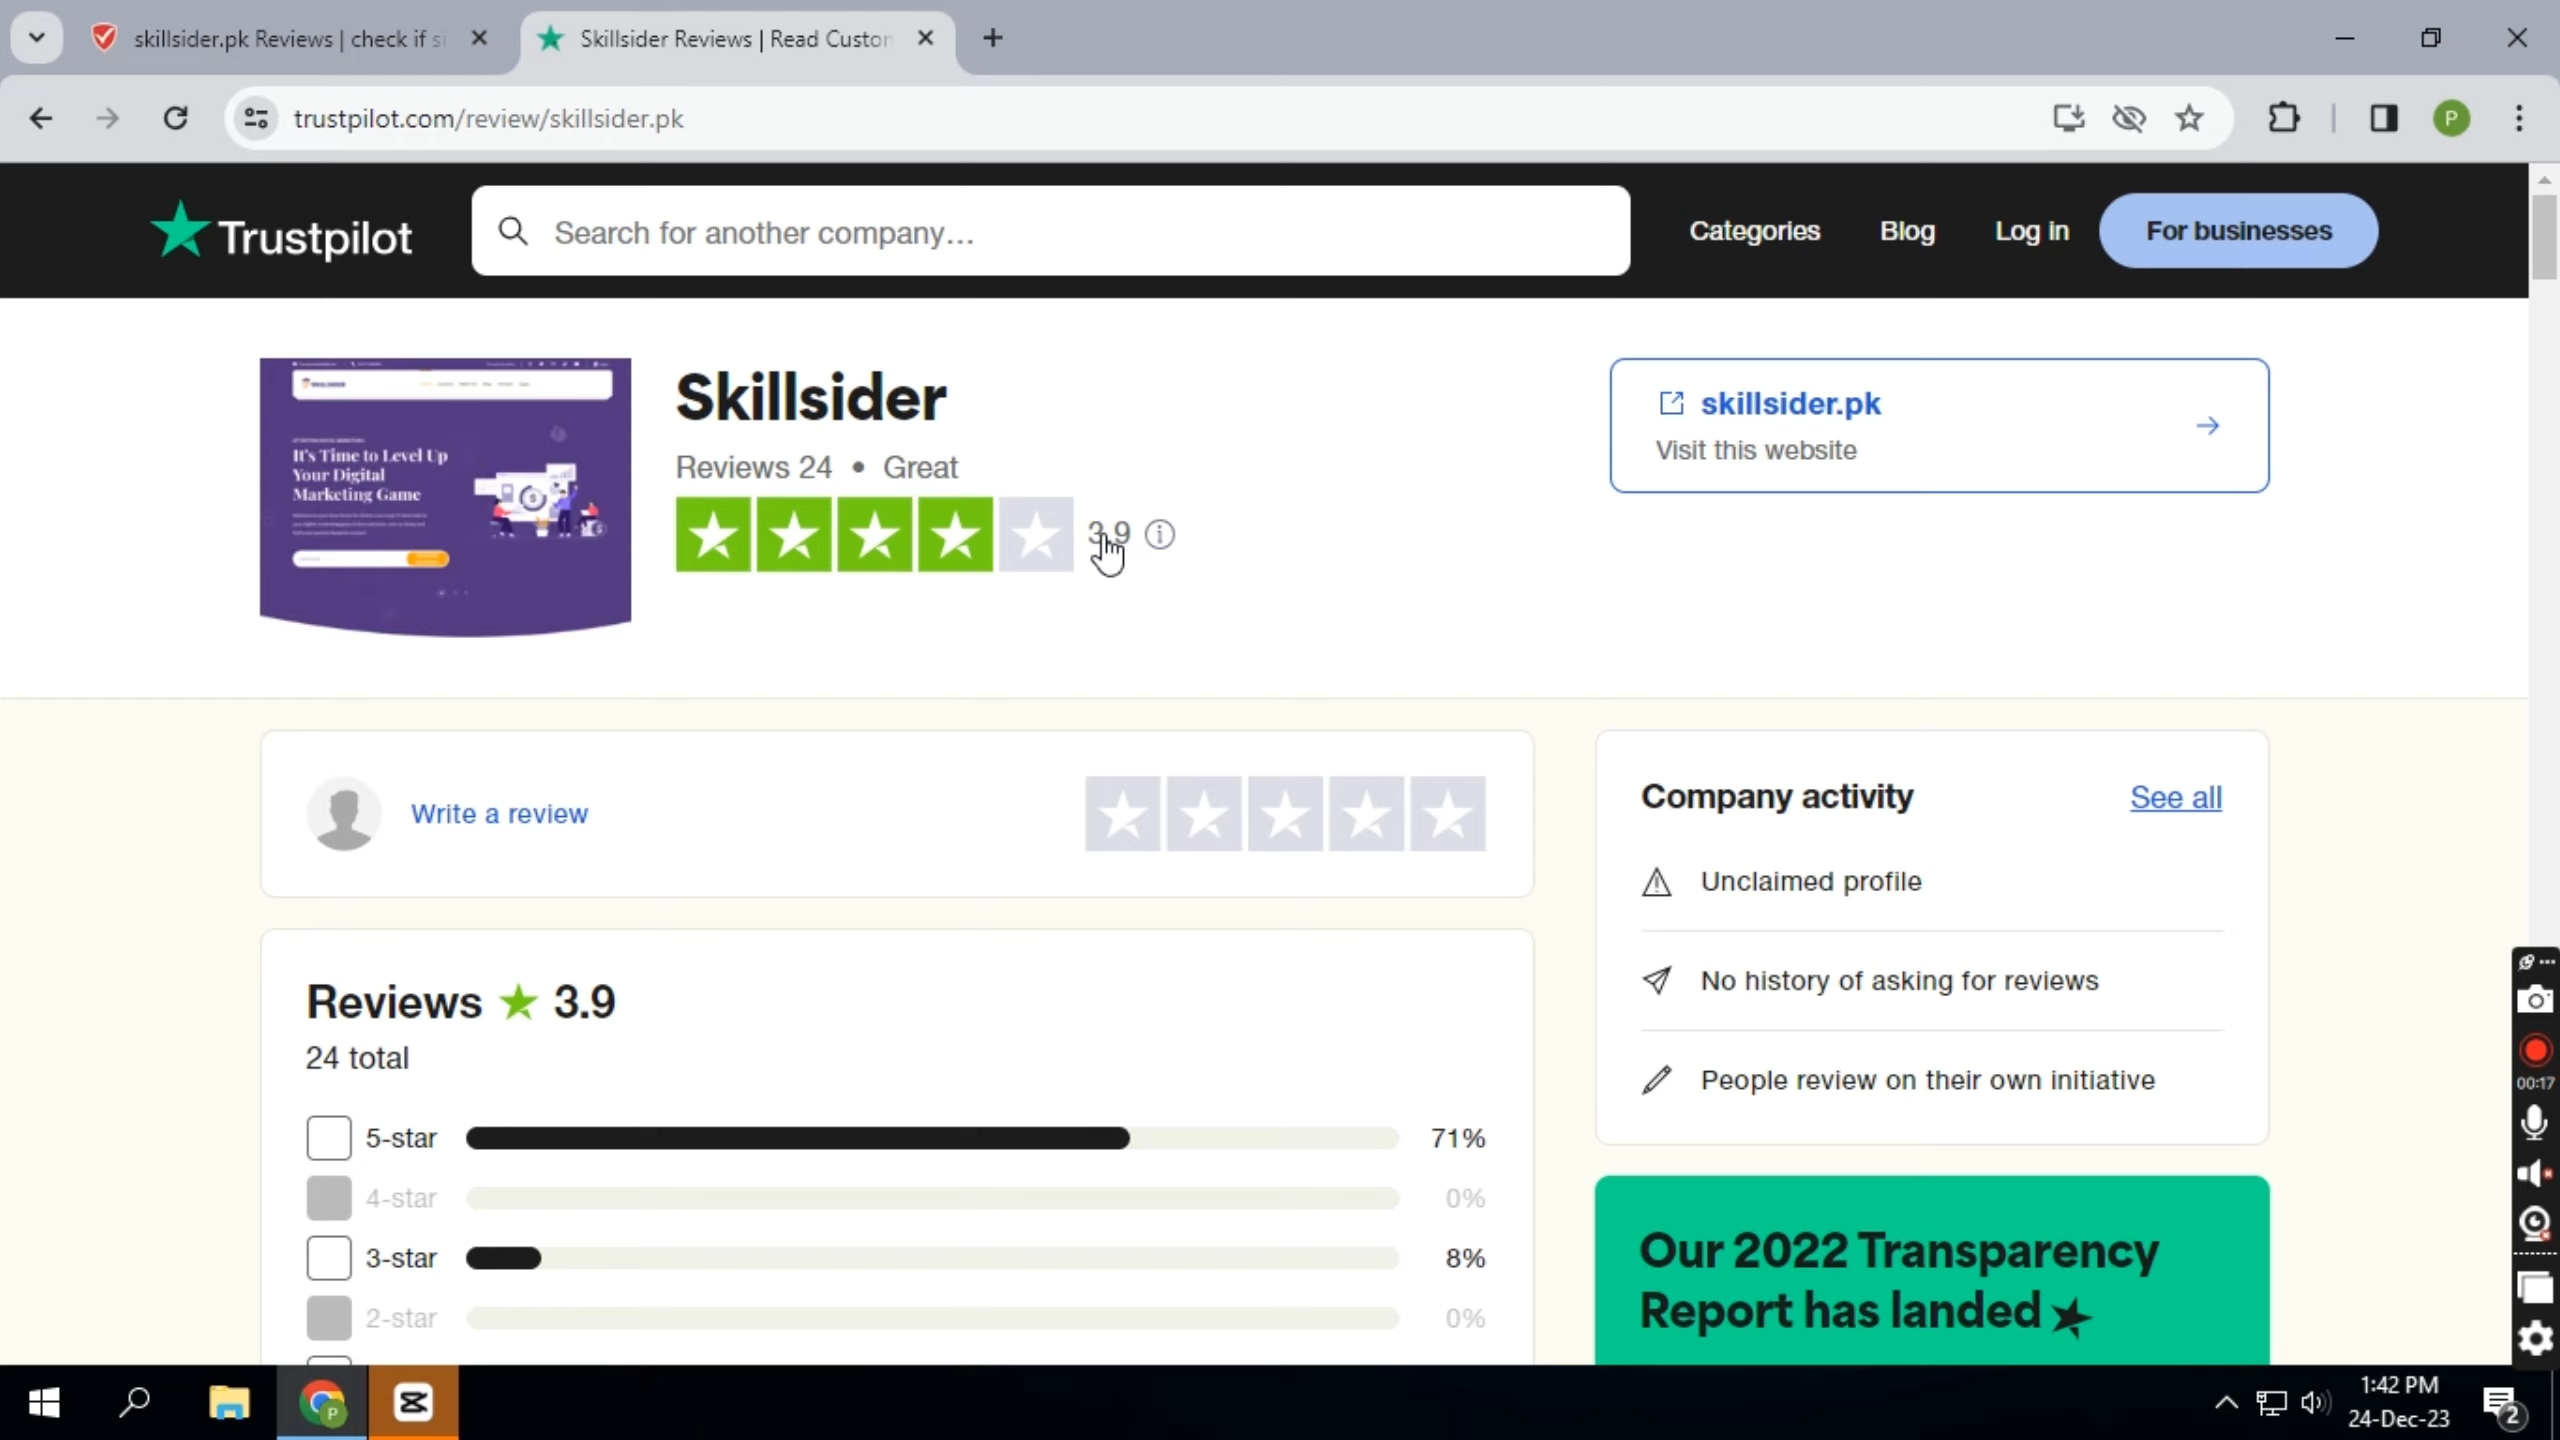 skillsider.pk Reviews | check if si
Skillsider Reviews | Read Custom
trustpilot.com/review/skillsider.pk
P
Trustpilot
Search for another company...
Categories
Blog
Log in
For businesses
It's Time to Level Up
Your Digital
Marketing Game
Skillsider
Reviews 24 • Great
3.9
skillsider.pk
Visit this website
Write a review
Company activity
See all
Unclaimed profile
No history of asking for reviews
People review on their own initiative
Reviews ★ 3.9
24 total
5-star 71%
4-star 0%
3-star 8%
2-star 0%
Our 2022 Transparency
Report has landed
00:17
P
1:42 PM
24-Dec-23
2